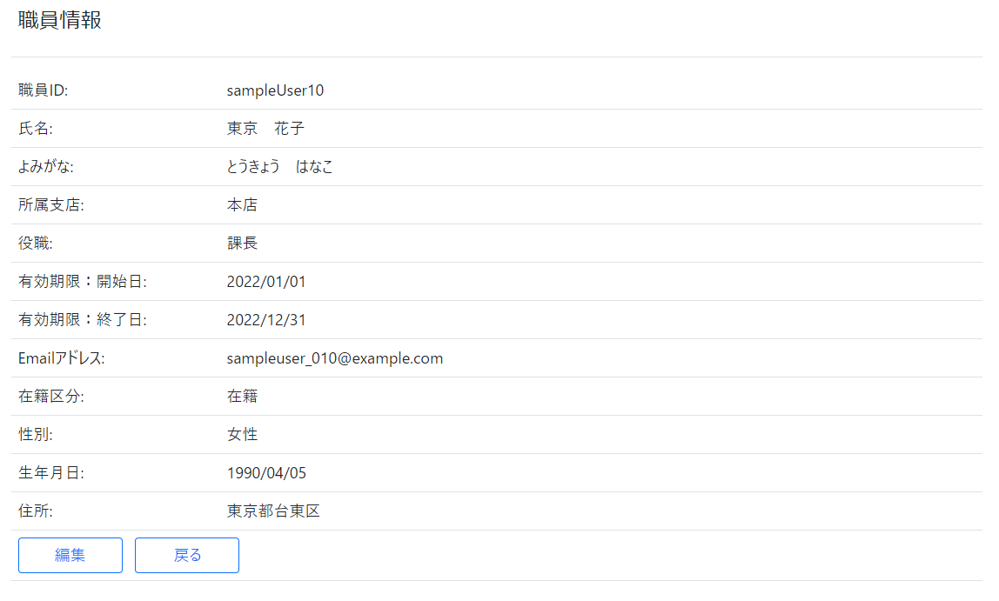 職員情報
職員ID: sampleUser10
氏名: 東京　花子
よみがな: とうきょう　はなこ
所属支店: 本店
役職: 課長
有効期限：開始日: 2022/01/01
有効期限：終了日: 2022/12/31
Emailアドレス: sampleuser_010@example.com
在籍区分: 在籍
性別: 女性
生年月日: 1990/04/05
住所: 東京都台東区
編集 戻る